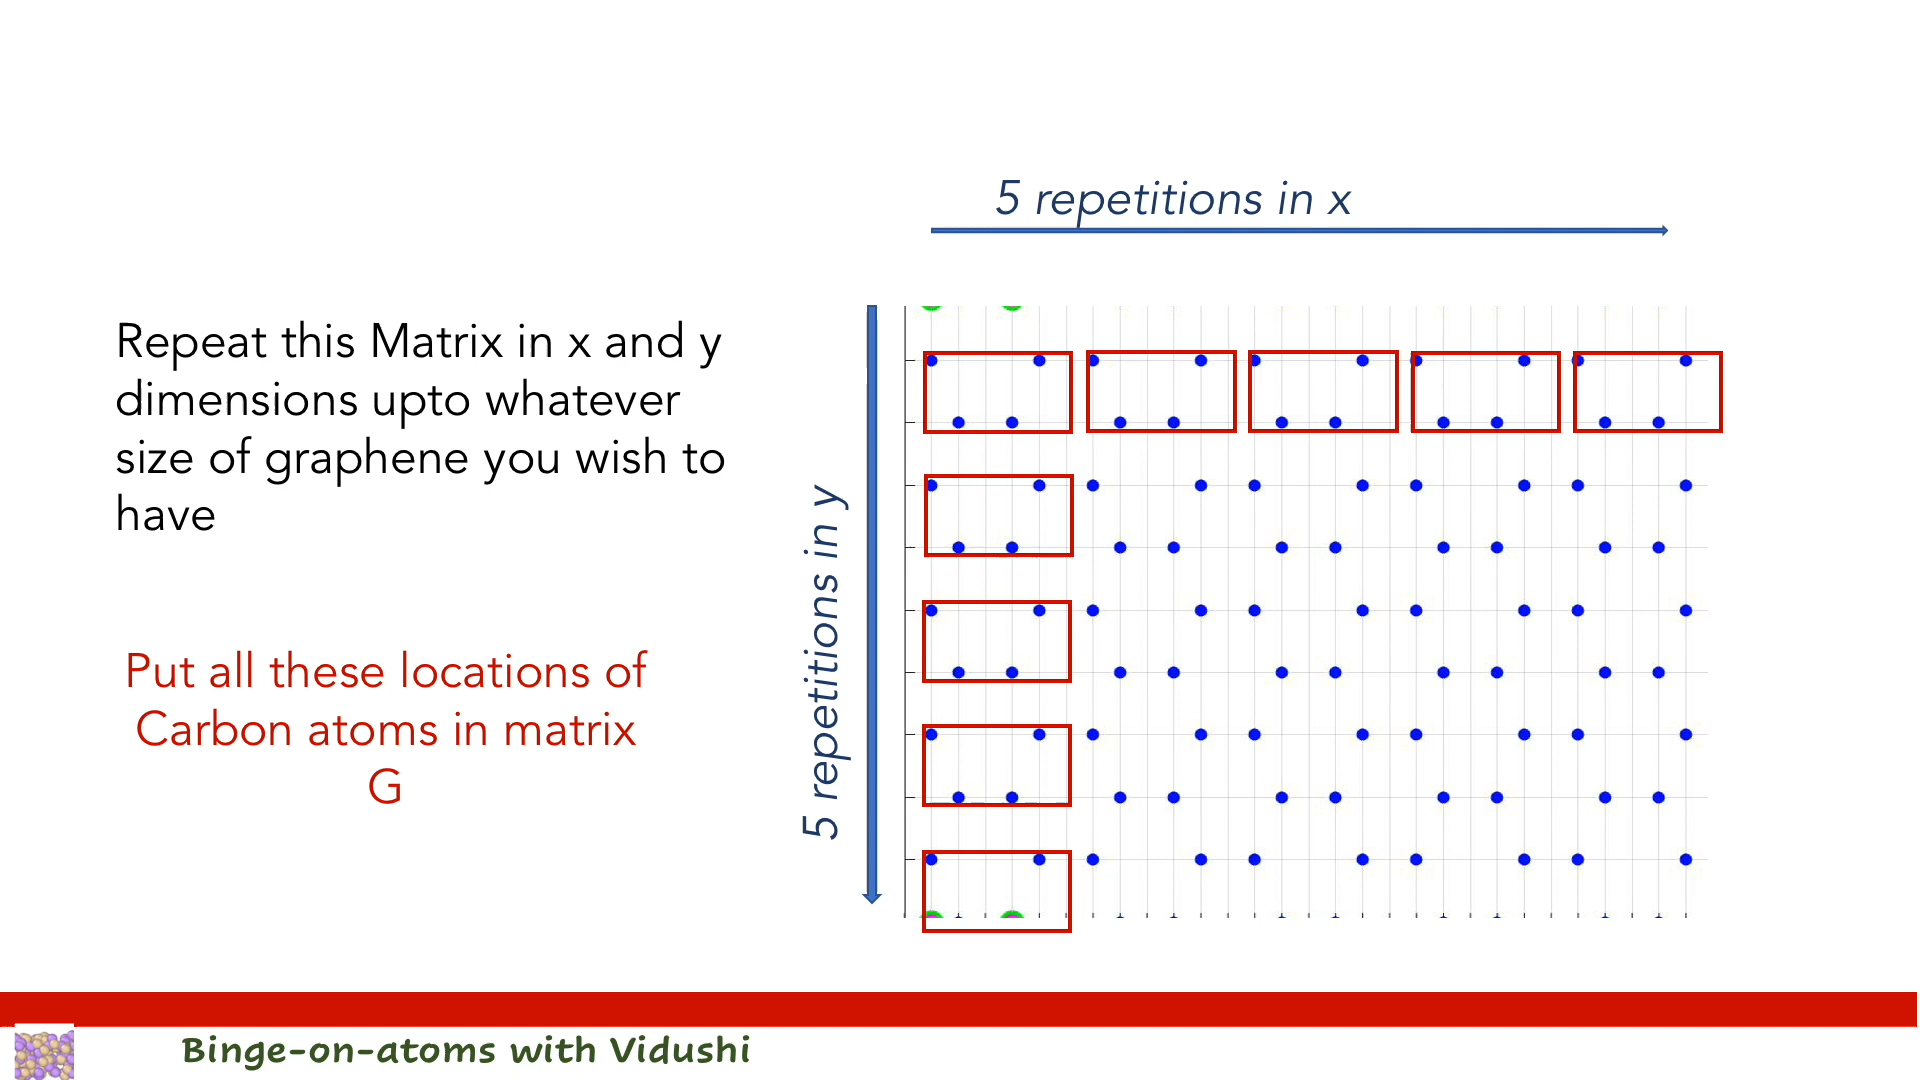 5 repetitions in x
Repeat this Matrix in x and y
dimensions upto whatever
size of graphene you wish to
have
5 repetitions in y
Put all these locations of
Carbon atoms in matrix
G
Binge-on-atoms with Vidushi